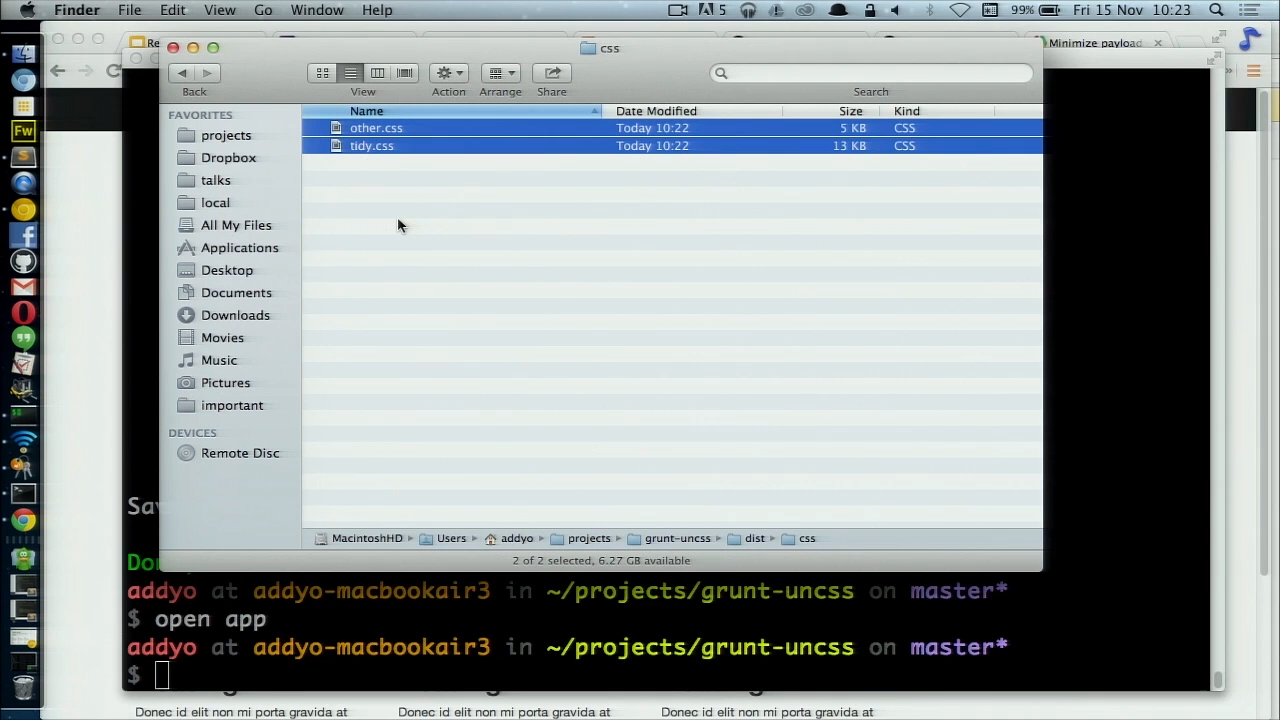 Finder File Edit View Go Window Help 5 99% Fri 15 Nov 10:23
Re
Minimize payload
css
Back View Action Arrange Share Search
FAVORITES
projects
Dropbox
talks
local
All My Files
Applications
Desktop
Documents
Downloads
Movies
Music
Pictures
important
DEVICES
Remote Disc
Name Date Modified Size Kind
other.css Today 10:22 5 KB CSS
tidy.css Today 10:22 13 KB CSS
MacintoshHD Users addyo projects grunt-uncss dist css
2 of 2 selected, 6.27 GB available
Fw
addyo at addyo-macbookair3 in ~/projects/grunt-uncss on master*
$ open app
addyo at addyo-macbookair3 in ~/projects/grunt-uncss on master*
$
Donec id elit non mi porta gravida at Donec id elit non mi porta gravida at Donec id elit non mi porta gravida at